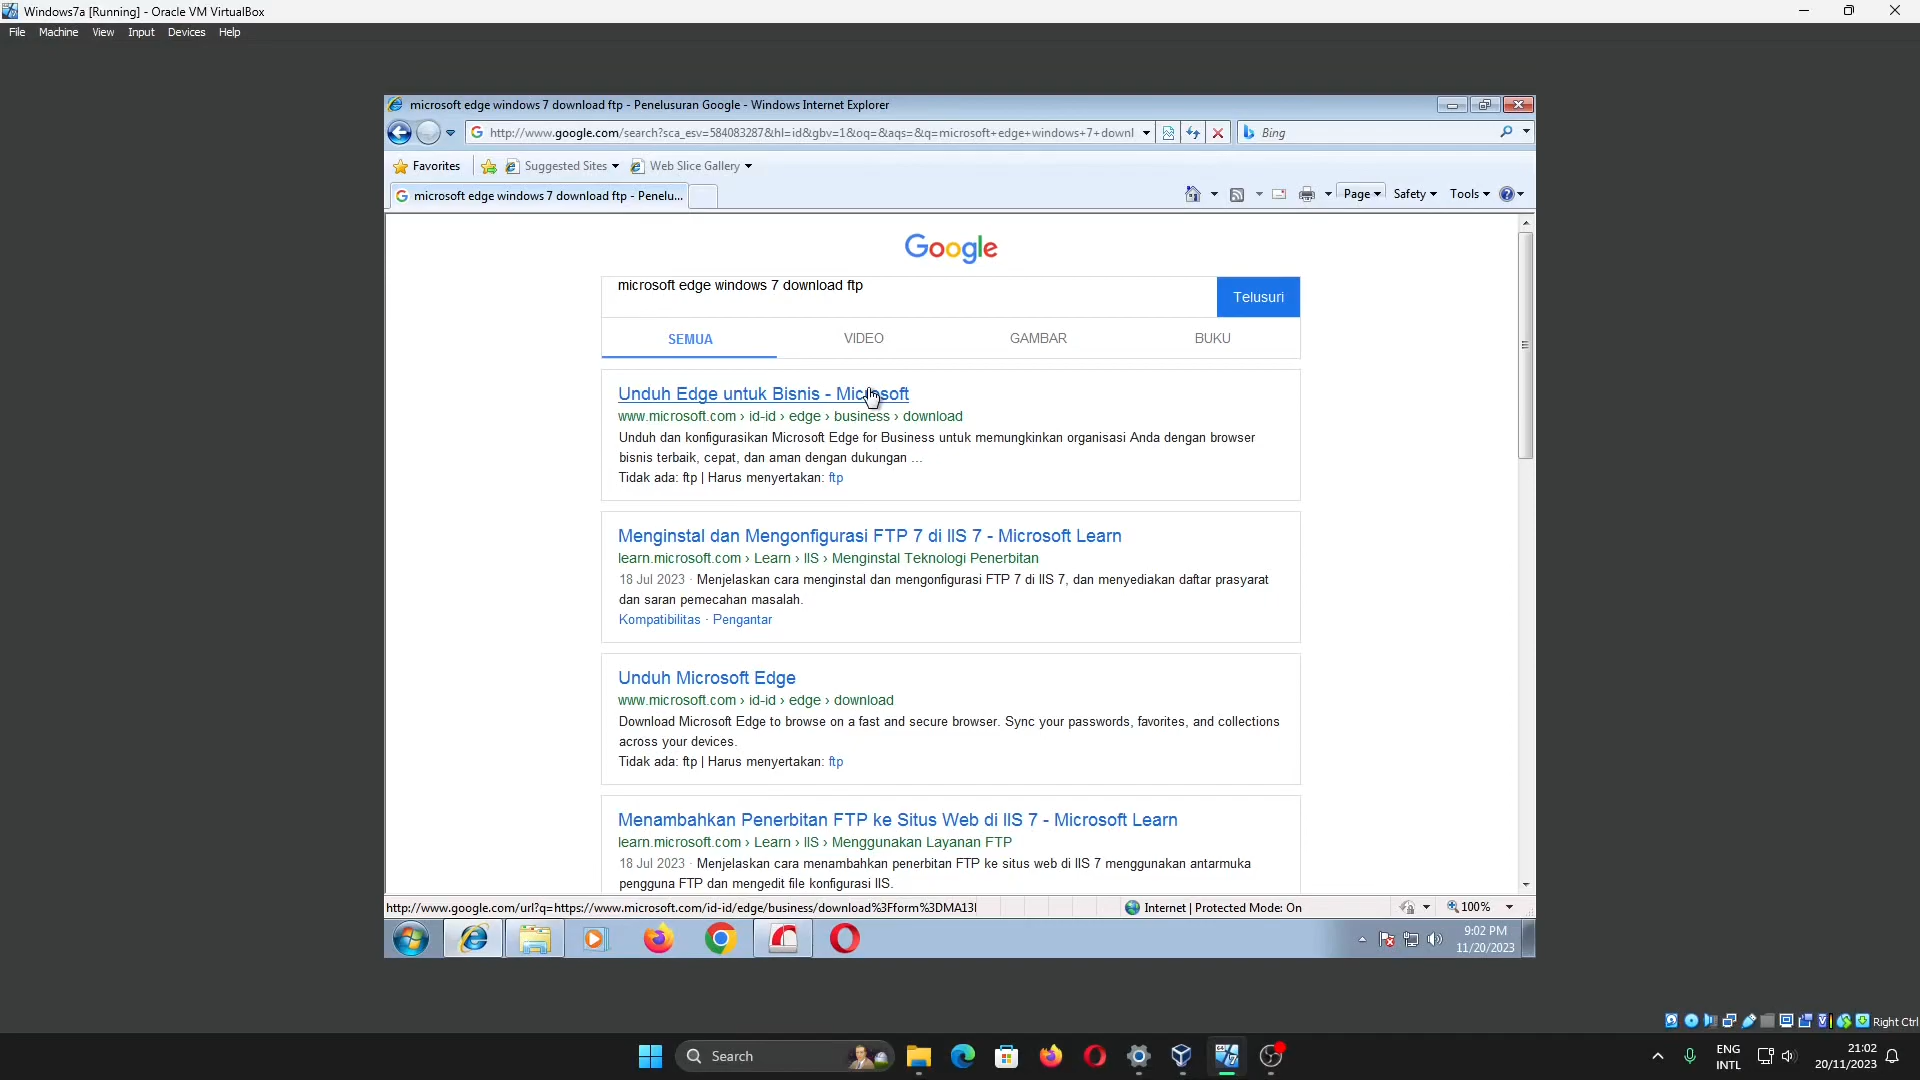 Windows7a [Running] - Oracle VM VirtualBox
File Machine View Input Devices Help
microsoft edge windows 7 download ftp - Penelusuran Google - Windows Internet Explorer
http://www.google.com/search?sca_esv=584083287&hl=id&gbv=1&oq=&aqs=&q=microsoft+edge+windows+7+downl
Bing
Favorites Suggested Sites Web Slice Gallery
microsoft edge windows 7 download ftp - Penelu...
Page Safety Tools
Google
microsoft edge windows 7 download ftp
Telusuri
SEMUA VIDEO GAMBAR BUKU
Unduh Edge untuk Bisnis - Microsoft
www.microsoft.com › id-id › edge › business › download
Unduh dan konfigurasikan Microsoft Edge for Business untuk memungkinkan organisasi Anda dengan browser
bisnis terbaik, cepat, dan aman dengan dukungan ...
Tidak ada: ftp | Harus menyertakan: ftp
Menginstal dan Mengonfigurasi FTP 7 di IIS 7 - Microsoft Learn
learn.microsoft.com › Learn › IIS › Menginstal Teknologi Penerbitan
18 Jul 2023 · Menjelaskan cara menginstal dan mengonfigurasi FTP 7 di IIS 7, dan menyediakan daftar prasyarat
dan saran pemecahan masalah.
Kompatibilitas · Pengantar
Unduh Microsoft Edge
www.microsoft.com › id-id › edge › download
Download Microsoft Edge to browse on a fast and secure browser. Sync your passwords, favorites, and collections
across your devices.
Tidak ada: ftp | Harus menyertakan: ftp
Menambahkan Penerbitan FTP ke Situs Web di IIS 7 - Microsoft Learn
learn.microsoft.com › Learn › IIS › Menggunakan Layanan FTP
18 Jul 2023 · Menjelaskan cara menambahkan penerbitan FTP ke situs web di IIS 7 menggunakan antarmuka
pengguna FTP dan mengedit file konfigurasi IIS.
http://www.google.com/url?q=https://www.microsoft.com/id-id/edge/business/download%3Fform%3DMA13I
Internet | Protected Mode: On
100%
9:02 PM
11/20/2023
Right Ctrl
Search
ENG
INTL
21:02
20/11/2023